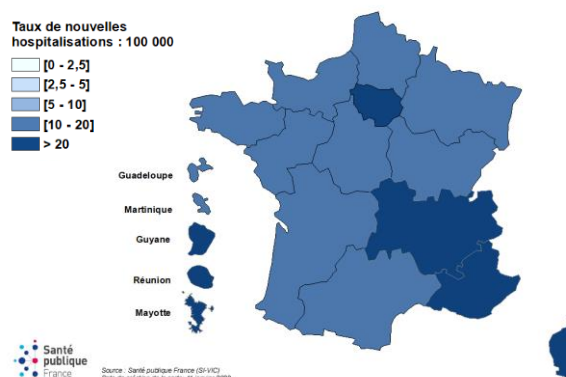 Taux de nouvelles
hospitalisations : 100 000
[0 - 2,5]
[2,5 - 5]
[5 - 10]
[10 - 20]
> 20
Guadeloupe
Martinique
Guyane
Réunion
Mayotte
Santé
publique
France
Source : Santé publique France (SI-VIC)